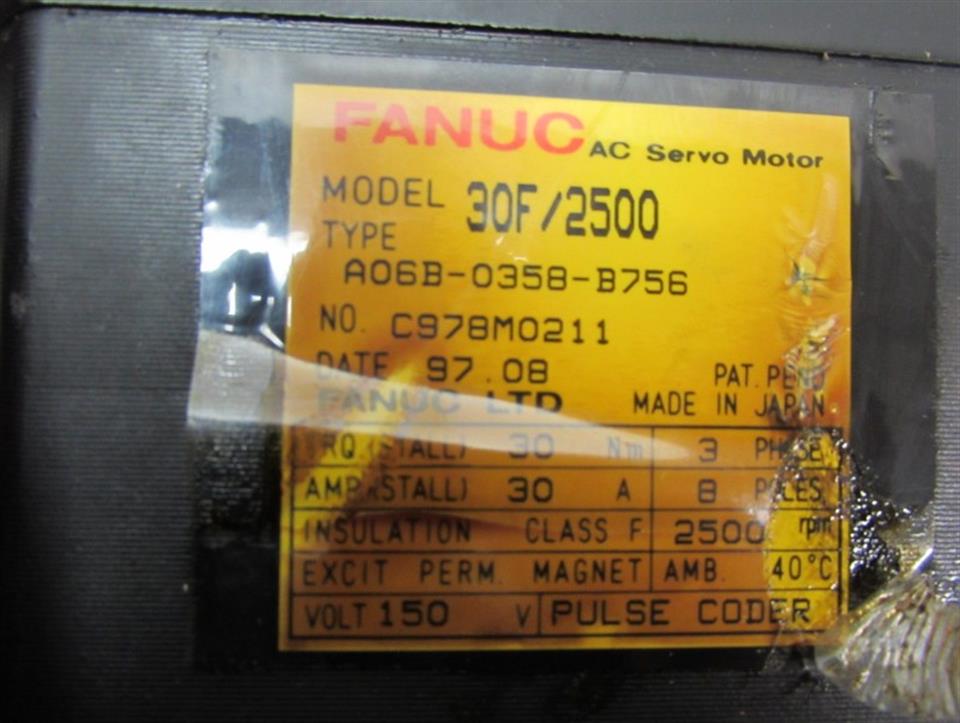 FANUC AC Servo Motor
MODEL 30F/2500
TYPE
A06B-0358-B756
NO. C978M0211
DATE 97.08
PAT. PEND
FANUC LTD MADE IN JAPAN
TRQ.(STALL) 30 Nm 3 PHASE
AMP.(STALL) 30 A 8 POLES
INSULATION CLASS F 2500 rpm
EXCIT PERM. MAGNET AMB. 40°C
VOLT 150 V PULSE CODER